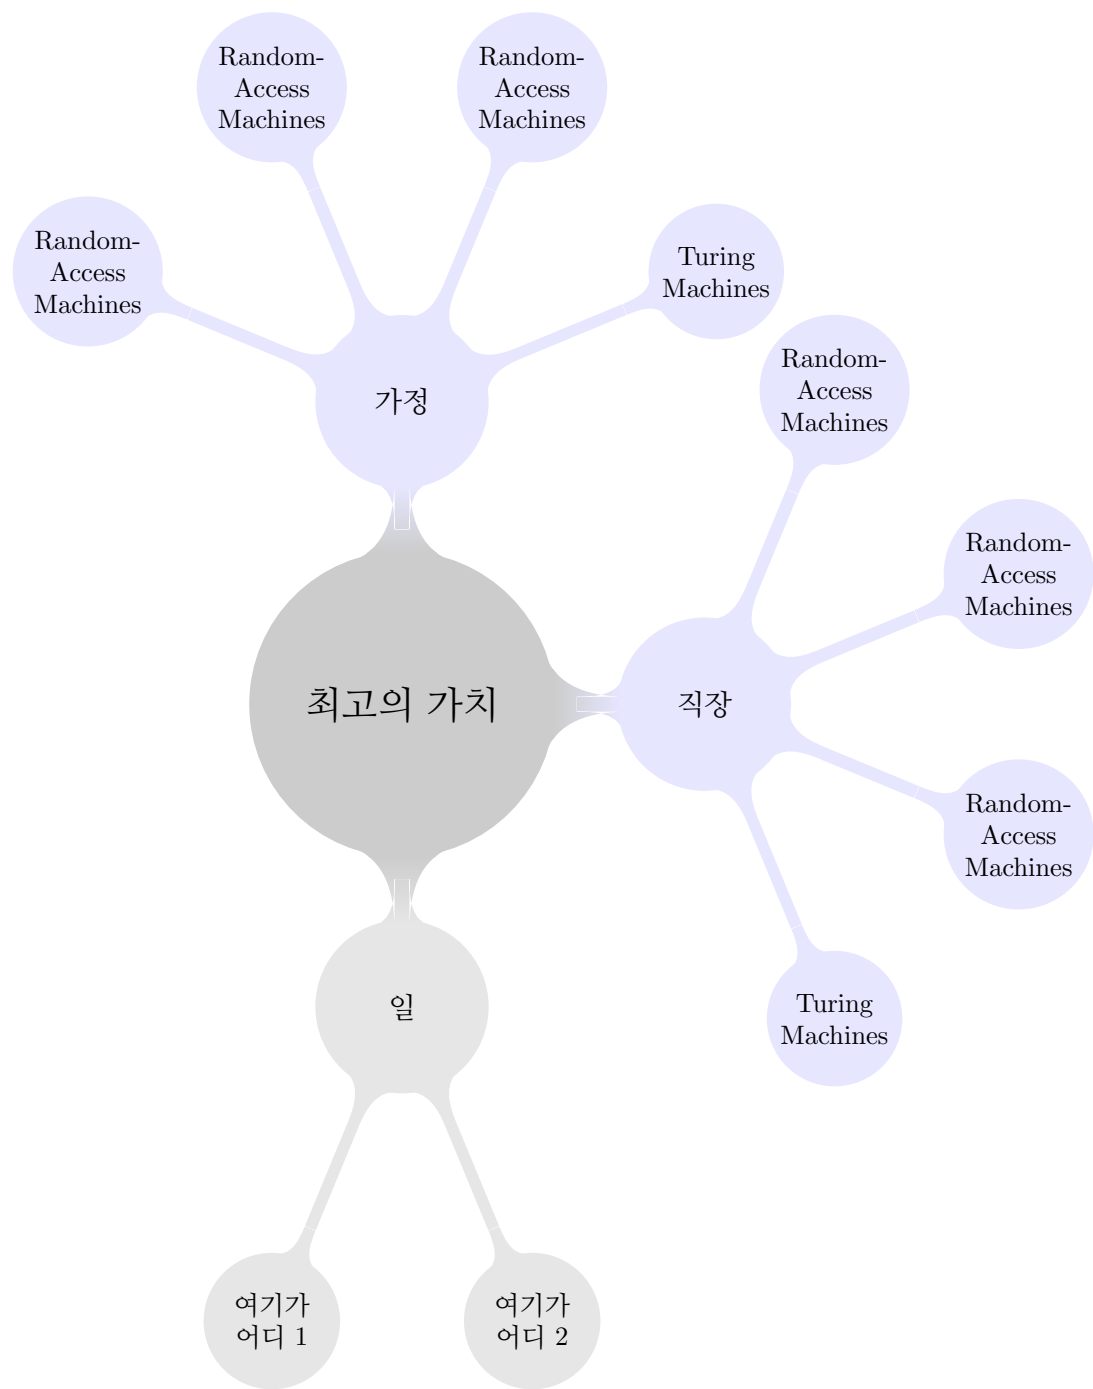 Random-
Access
Machines
Random-
Access
Machines
Random-
Access
Machines
Turing
Machines
가정
Random-
Access
Machines
Random-
Access
Machines
최고의 가치
직장
Random-
Access
Machines
Turing
Machines
일
여기가
어디 1
여기가
어디 2